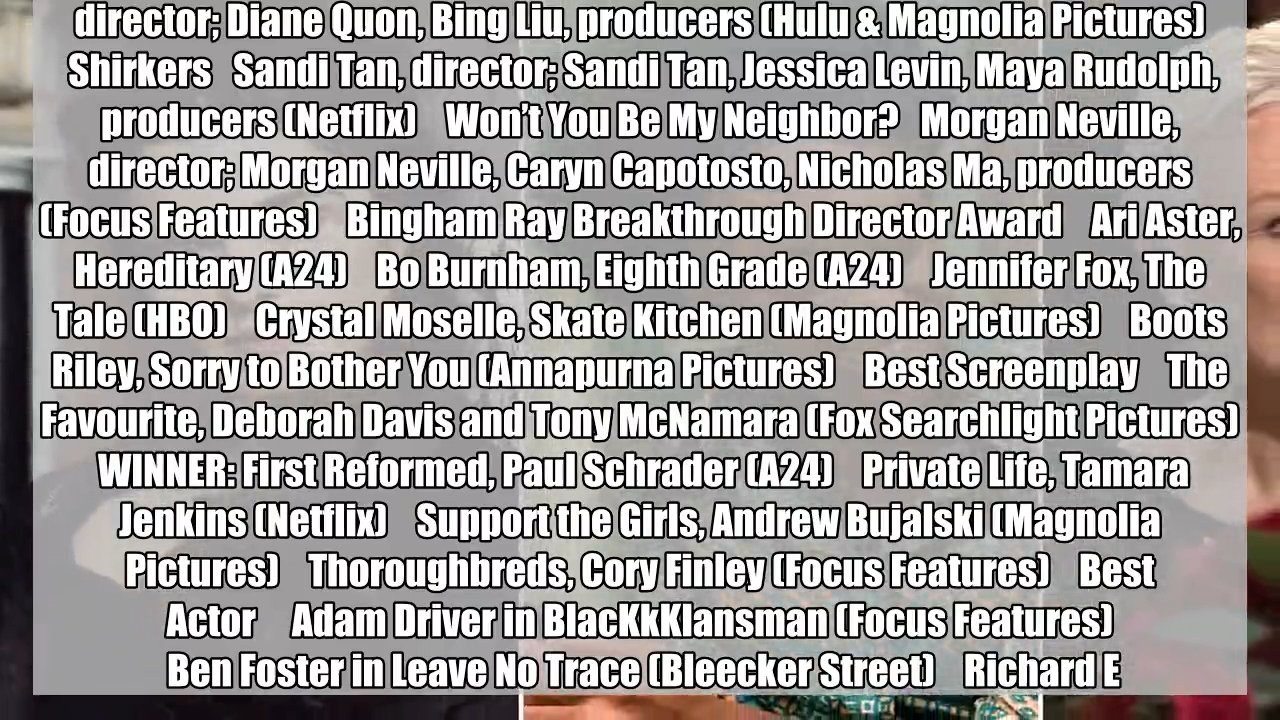 director; Diane Quon, Bing Liu, producers (Hulu & Magnolia Pictures)
Shirkers Sandi Tan, director; Sandi Tan, Jessica Levin, Maya Rudolph,
producers (Netflix) Won't You Be My Neighbor? Morgan Neville,
director; Morgan Neville, Caryn Capotosto, Nicholas Ma, producers
(Focus Features) Bingham Ray Breakthrough Director Award Ari Aster,
Hereditary (A24) Bo Burnham, Eighth Grade (A24) Jennifer Fox, The
Tale (HBO) Crystal Moselle, Skate Kitchen (Magnolia Pictures) Boots
Riley, Sorry to Bother You (Annapurna Pictures) Best Screenplay The
Favourite, Deborah Davis and Tony McNamara (Fox Searchlight Pictures)
WINNER: First Reformed, Paul Schrader (A24) Private Life, Tamara
Jenkins (Netflix) Support the Girls, Andrew Bujalski (Magnolia
Pictures) Thoroughbreds, Cory Finley (Focus Features) Best
Actor Adam Driver in BlacKkKlansman (Focus Features)
Ben Foster in Leave No Trace (Bleecker Street) Richard E